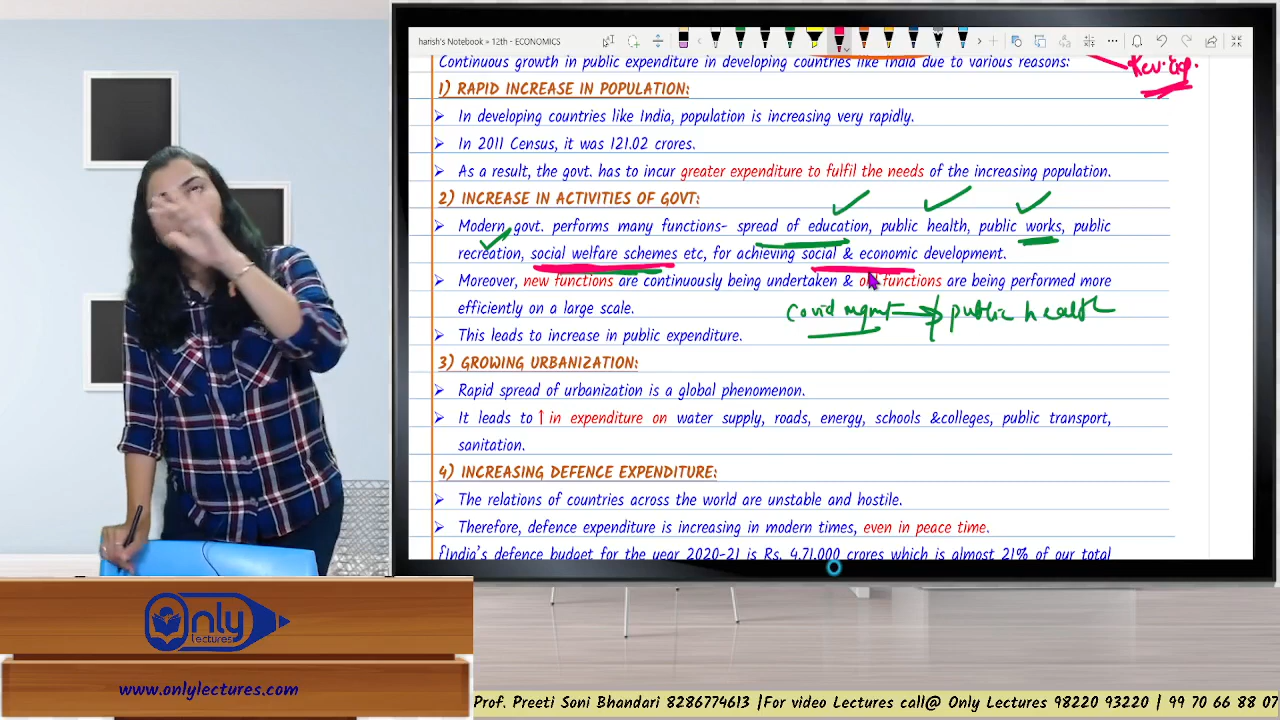 harish's Notebook » 12th - ECONOMICS
Continuous growth in public expenditure in developing countries like India due to various reasons:
Rev. Exp.
1) RAPID INCREASE IN POPULATION:
➢ In developing countries like India, population is increasing very rapidly.
➢ In 2011 Census, it was 121.02 crores.
➢ As a result, the govt. has to incur greater expenditure to fulfil the needs of the increasing population.
2) INCREASE IN ACTIVITIES OF GOVT:
➢ Modern govt. performs many functions- spread of education, public health, public works, public
recreation, social welfare schemes etc, for achieving social & economic development.
➢ Moreover, new functions are continuously being undertaken & old functions are being performed more
efficiently on a large scale.
covid mgmt → public health
➢ This leads to increase in public expenditure.
3) GROWING URBANIZATION:
➢ Rapid spread of urbanization is a global phenomenon.
➢ It leads to ↑ in expenditure on water supply, roads, energy, schools &colleges, public transport,
sanitation.
4) INCREASING DEFENCE EXPENDITURE:
➢ The relations of countries across the world are unstable and hostile.
➢ Therefore, defence expenditure is increasing in modern times, even in peace time.
[India's defence budget for the year 2020-21 is Rs. 4,71,000 crores which is almost 21% of our total
Only
lectures
www.onlylectures.com
Prof. Preeti Soni Bhandari 8286774613 |For video Lectures call@ Only Lectures 98220 93220 | 99 70 66 88 07